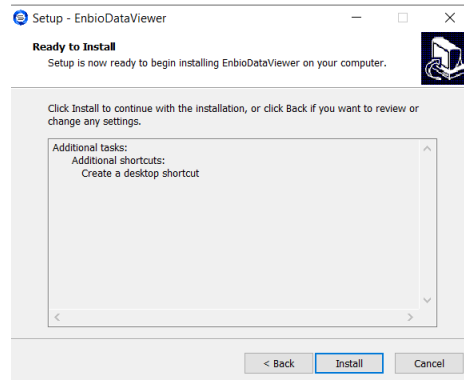 Setup - EnbioDataViewer
Ready to Install
Setup is now ready to begin installing EnbioDataViewer on your computer.
Click Install to continue with the installation, or click Back if you want to review or
change any settings.
Additional tasks:
Additional shortcuts:
Create a desktop shortcut
< Back
Install
Cancel